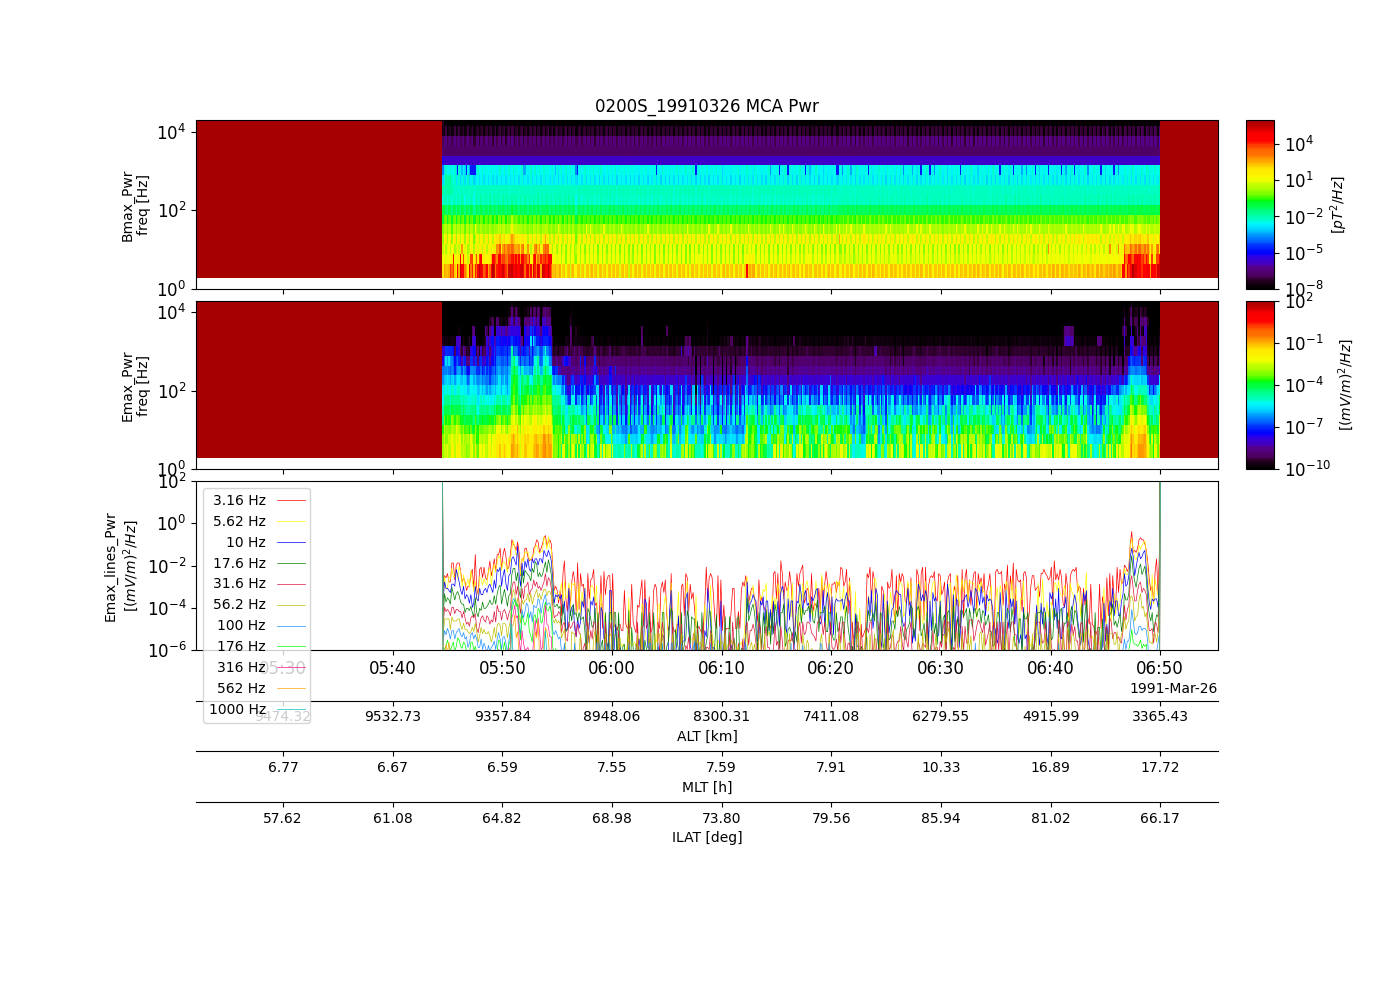 0200S_19910326 MCA Pwr
10^4
10^2
10^0
Bmax_Pwr
freq [Hz]
10^4
10^1
10^-2
10^-5
10^-8
[pT^2/Hz]
10^4
10^2
10^0
Emax_Pwr
freq [Hz]
10^2
10^-1
10^-4
10^-7
10^-10
[(mV/m)^2/Hz]
10^2
10^0
10^-2
10^-4
10^-6
Emax_lines_Pwr
[(mV/m)^2/Hz]
3.16 Hz
5.62 Hz
10 Hz
17.6 Hz
31.6 Hz
56.2 Hz
100 Hz
176 Hz
316 Hz
562 Hz
1000 Hz
05:30 05:40 05:50 06:00 06:10 06:20 06:30 06:40 06:50
1991-Mar-26
9474.32 9532.73 9357.84 8948.06 8300.31 7411.08 6279.55 4915.99 3365.43
ALT [km]
6.77 6.67 6.59 7.55 7.59 7.91 10.33 16.89 17.72
MLT [h]
57.62 61.08 64.82 68.98 73.80 79.56 85.94 81.02 66.17
ILAT [deg]